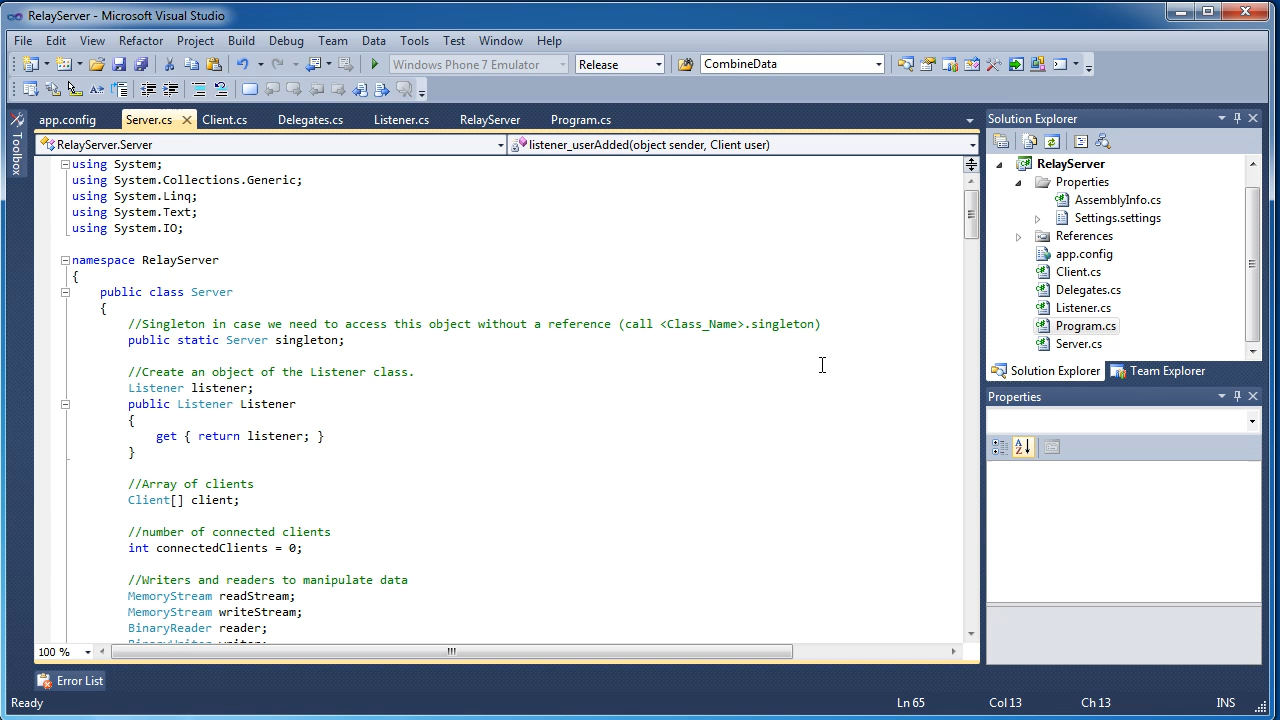 RelayServer - Microsoft Visual Studio
File Edit View Refactor Project Build Debug Team Data Tools Test Window Help
Windows Phone 7 Emulator Release CombineData
app.config Server.cs Client.cs Delegates.cs Listener.cs RelayServer Program.cs
RelayServer.Server listener_userAdded(object sender, Client user)
Toolbox
using System;
using System.Collections.Generic;
using System.Linq;
using System.Text;
using System.IO;
namespace RelayServer
{
public class Server
{
//Singleton in case we need to access this object without a reference (call <Class_Name>.singleton)
public static Server singleton;
//Create an object of the Listener class.
Listener listener;
public Listener Listener
{
get { return listener; }
}
//Array of clients
Client[] client;
//number of connected clients
int connectedClients = 0;
//Writers and readers to manipulate data
MemoryStream readStream;
MemoryStream writeStream;
BinaryReader reader;
BinaryWriter writer;
100 %
Solution Explorer
RelayServer
Properties
AssemblyInfo.cs
Settings.settings
References
app.config
Client.cs
Delegates.cs
Listener.cs
Program.cs
Server.cs
Solution Explorer Team Explorer
Properties
Error List
Ready Ln 65 Col 13 Ch 13 INS